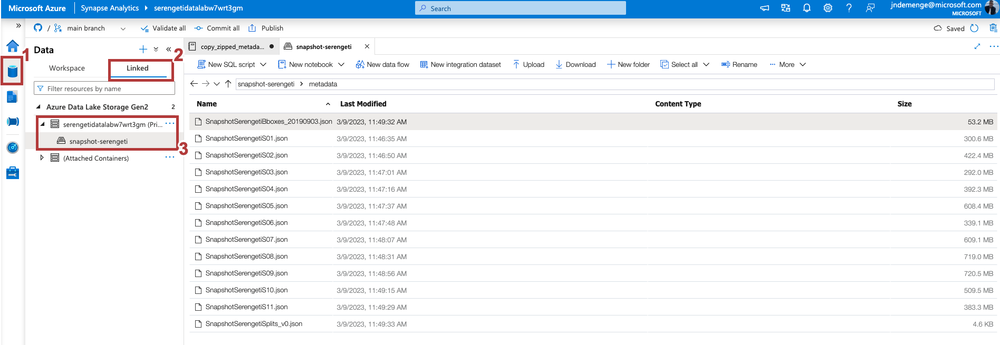 Microsoft Azure Synapse Analytics serengetidatalabw7wrt3gm Search jndemenge@microsoft.com
MICROSOFT
/ main branch Validate all Commit all Publish Saved
Data copy_zipped_metada... snapshot-serengeti
1 2
Workspace Linked New SQL script New notebook New data flow New integration dataset Upload Download New folder Select all Rename More
Filter resources by name snapshot-serengeti metadata
Name Last Modified Content Type Size
Azure Data Lake Storage Gen2 2
serengetidatalabw7wrt3gm (Pri...
snapshot-serengeti
3
(Attached Containers)
SnapshotSerengetiBboxes_20190903.json 3/9/2023, 11:49:32 AM 53.2 MB
SnapshotSerengetiS01.json 3/9/2023, 11:46:35 AM 300.6 MB
SnapshotSerengetiS02.json 3/9/2023, 11:46:50 AM 422.4 MB
SnapshotSerengetiS03.json 3/9/2023, 11:47:01 AM 292.0 MB
SnapshotSerengetiS04.json 3/9/2023, 11:47:16 AM 392.3 MB
SnapshotSerengetiS05.json 3/9/2023, 11:47:37 AM 608.4 MB
SnapshotSerengetiS06.json 3/9/2023, 11:47:48 AM 339.1 MB
SnapshotSerengetiS07.json 3/9/2023, 11:48:07 AM 609.1 MB
SnapshotSerengetiS08.json 3/9/2023, 11:48:31 AM 719.0 MB
SnapshotSerengetiS09.json 3/9/2023, 11:48:56 AM 720.5 MB
SnapshotSerengetiS10.json 3/9/2023, 11:49:15 AM 509.5 MB
SnapshotSerengetiS11.json 3/9/2023, 11:49:29 AM 383.3 MB
SnapshotSerengetiSplits_v0.json 3/9/2023, 11:49:33 AM 4.6 KB